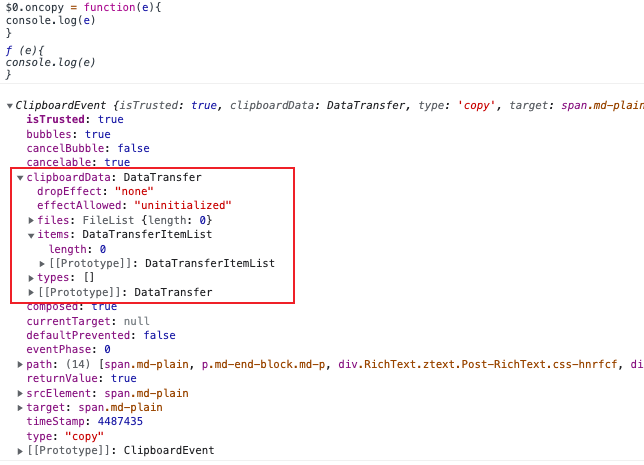 $0.oncopy = function(e){
console.log(e)
}
ƒ (e){
console.log(e)
}
ClipboardEvent {isTrusted: true, clipboardData: DataTransfer, type: 'copy', target: span.md-plain
isTrusted: true
bubbles: true
cancelBubble: false
cancelable: true
clipboardData: DataTransfer
dropEffect: "none"
effectAllowed: "uninitialized"
files: FileList {length: 0}
items: DataTransferItemList
length: 0
[[Prototype]]: DataTransferItemList
types: []
[[Prototype]]: DataTransfer
composed: true
currentTarget: null
defaultPrevented: false
eventPhase: 0
path: (14) [span.md-plain, p.md-end-block.md-p, div.RichText.ztext.Post-RichText.css-hnrfcf, di
returnValue: true
srcElement: span.md-plain
target: span.md-plain
timeStamp: 4487435
type: "copy"
[[Prototype]]: ClipboardEvent